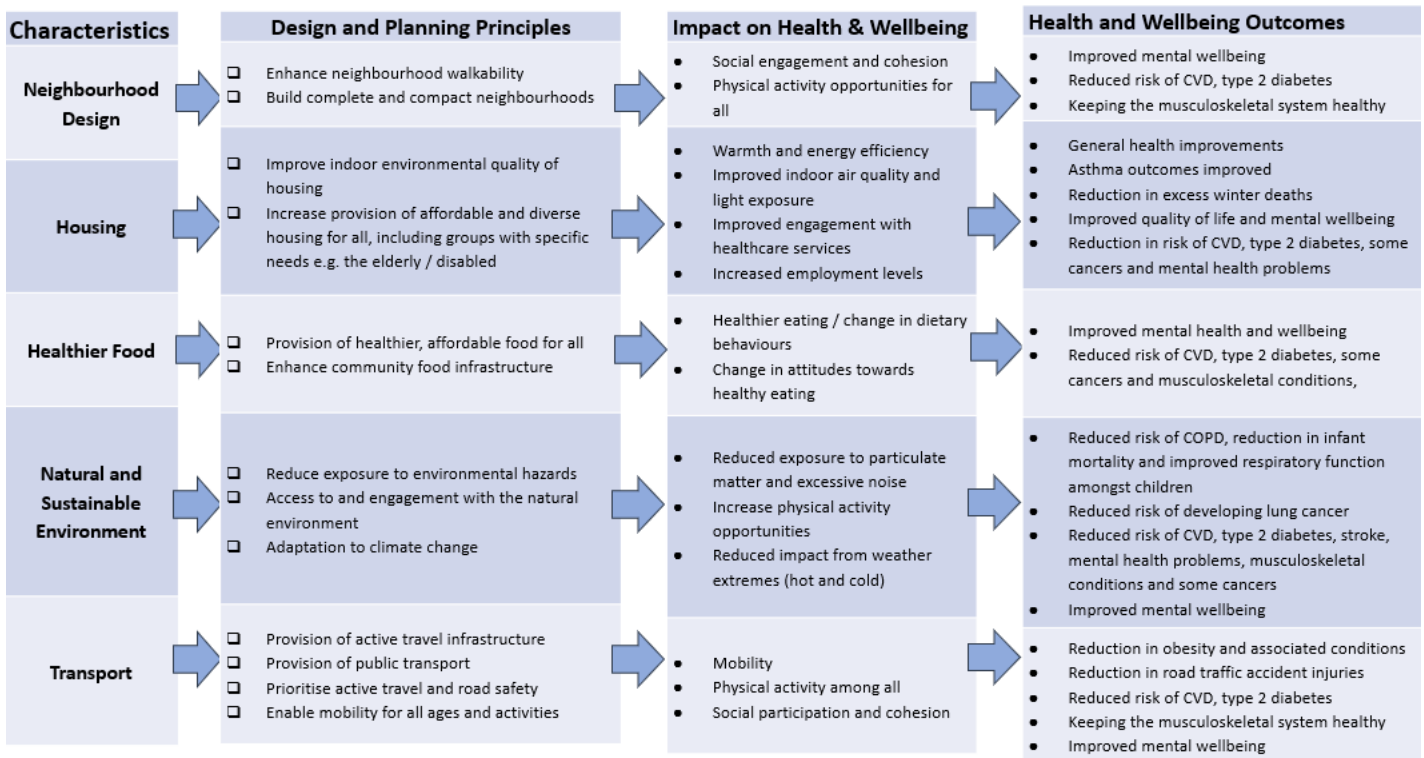 Characteristics
Design and Planning Principles
Impact on Health & Wellbeing
Health and Wellbeing Outcomes
Neighbourhood
Design
❑ Enhance neighbourhood walkability
❑ Build complete and compact neighbourhoods
● Social engagement and cohesion
● Physical activity opportunities for
all
● Improved mental wellbeing
● Reduced risk of CVD, type 2 diabetes
● Keeping the musculoskeletal system healthy
Housing
❑ Improve indoor environmental quality of
housing
❑ Increase provision of affordable and diverse
housing for all, including groups with specific
needs e.g. the elderly / disabled
● Warmth and energy efficiency
● Improved indoor air quality and
light exposure
● Improved engagement with
healthcare services
● Increased employment levels
● General health improvements
● Asthma outcomes improved
● Reduction in excess winter deaths
● Improved quality of life and mental wellbeing
● Reduction in risk of CVD, type 2 diabetes, some
cancers and mental health problems
Healthier Food
❑ Provision of healthier, affordable food for all
❑ Enhance community food infrastructure
● Healthier eating / change in dietary
behaviours
● Change in attitudes towards
healthy eating
● Improved mental health and wellbeing
● Reduced risk of CVD, type 2 diabetes, some
cancers and musculoskeletal conditions,
Natural and
Sustainable
Environment
❑ Reduce exposure to environmental hazards
❑ Access to and engagement with the natural
environment
❑ Adaptation to climate change
● Reduced exposure to particulate
matter and excessive noise
● Increase physical activity
opportunities
● Reduced impact from weather
extremes (hot and cold)
● Reduced risk of COPD, reduction in infant
mortality and improved respiratory function
amongst children
● Reduced risk of developing lung cancer
● Reduced risk of CVD, type 2 diabetes, stroke,
mental health problems, musculoskeletal
conditions and some cancers
● Improved mental wellbeing
Transport
❑ Provision of active travel infrastructure
❑ Provision of public transport
❑ Prioritise active travel and road safety
❑ Enable mobility for all ages and activities
● Mobility
● Physical activity among all
● Social participation and cohesion
● Reduction in obesity and associated conditions
● Reduction in road traffic accident injuries
● Reduced risk of CVD, type 2 diabetes
● Keeping the musculoskeletal system healthy
● Improved mental wellbeing